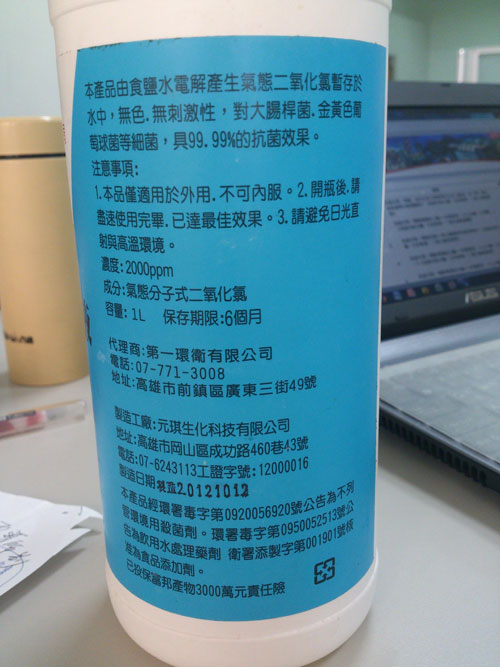 本產品由食鹽水電解產生氣態二氧化氯暫存於
水中，無色.無刺激性，對大腸桿菌.金黃色葡
萄球菌等細菌，具99.99%的抗菌效果。
注意事項:
1.本品僅適用於外用.不可內服。2.開瓶後.請
儘速使用完畢.已達最佳效果。3.請避免日光直
射與高溫環境。
濃度:2000ppm
成分:氣態分子式二氧化氯
容量: 1L 保存期限:6個月
代理商:第一環衛有限公司
電話:07-771-3008
地址:高雄市前鎮區廣東三街49號
製造工廠:元琪生化科技有限公司
地址:高雄市岡山區成功路460巷43號
電話:07-6243113工證字號:12000016
製造日期:20121012
本產品經環署毒字第0920056920號公告為不列
管環境用殺菌劑。環署毒字第0950052513號公
告為飲用水處理藥劑 衛署添製字第001901號核
准為食品添加劑。
已投保富邦產物3000萬元責任險